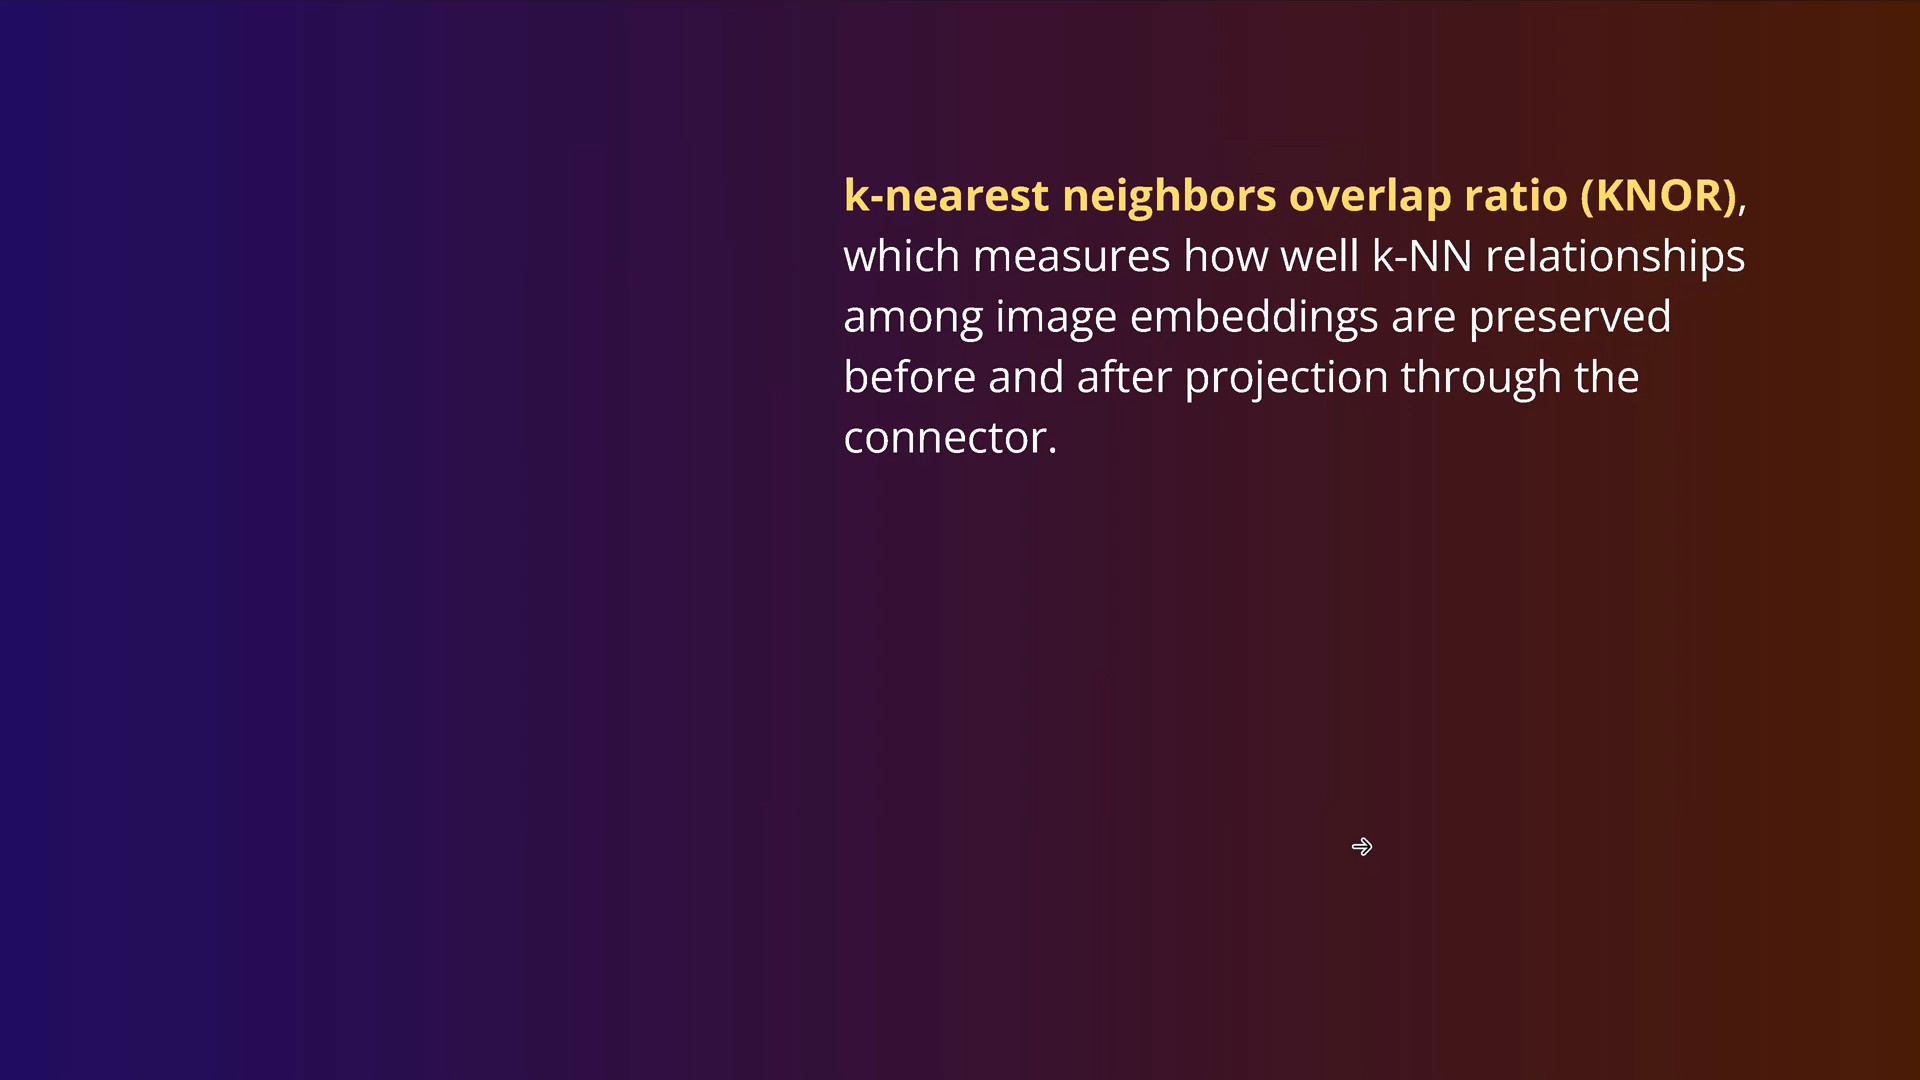 k-nearest neighbors overlap ratio (KNOR),
which measures how well k-NN relationships
among image embeddings are preserved
before and after projection through the
connector.